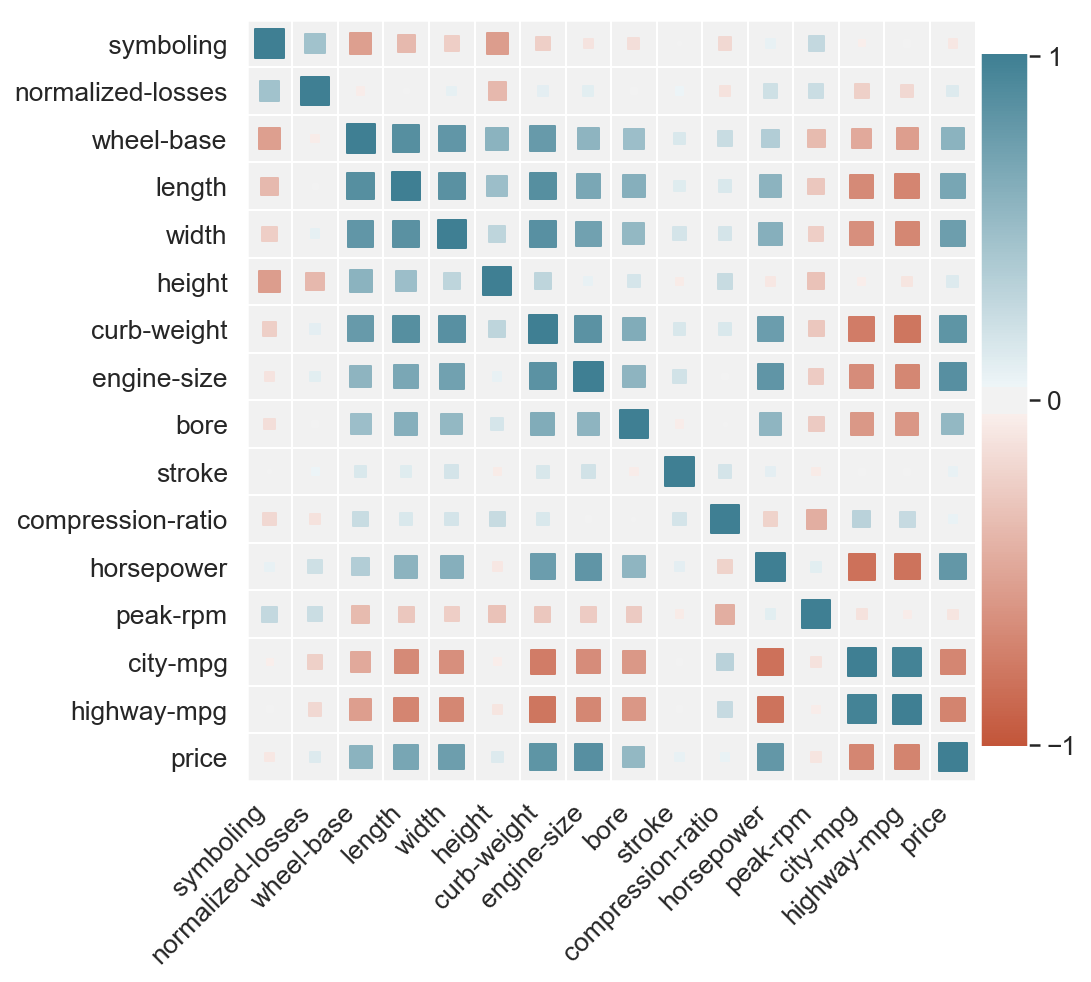 symboling
normalized-losses
wheel-base
length
width
height
curb-weight
engine-size
bore
stroke
compression-ratio
horsepower
peak-rpm
city-mpg
highway-mpg
price
symboling
normalized-losses
wheel-base
length
width
height
curb-weight
engine-size
bore
stroke
compression-ratio
horsepower
peak-rpm
city-mpg
highway-mpg
price
1
0
−1